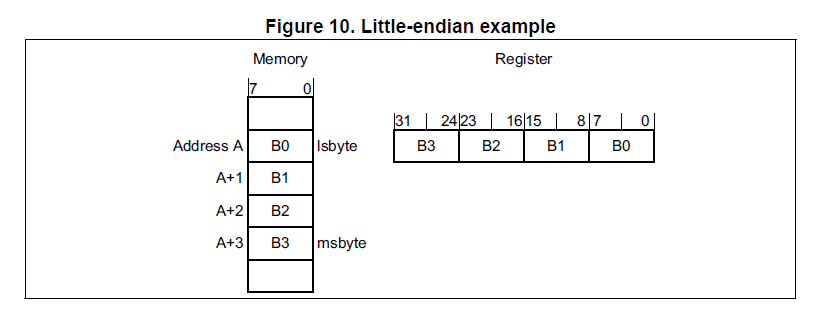 Figure 10. Little-endian example
Memory Register
7 0
31 24 23 16 15 8 7 0
Address A B0 lsbyte B3 B2 B1 B0
A+1 B1
A+2 B2
A+3 B3 msbyte